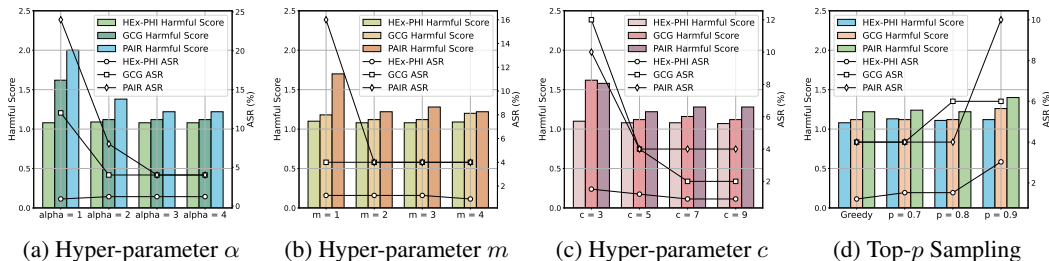 2.5
2.0
1.5
1.0
0.5
0.0
Harmful Score
HEx-PHI Harmful Score
GCG Harmful Score
PAIR Harmful Score
HEx-PHI ASR
GCG ASR
PAIR ASR
25
20
15
10
5
0
ASR (%)
alpha = 1 alpha = 2 alpha = 3 alpha = 4
(a) Hyper-parameter α
2.5
2.0
1.5
1.0
0.5
0.0
Harmful Score
HEx-PHI Harmful Score
GCG Harmful Score
PAIR Harmful Score
HEx-PHI ASR
GCG ASR
PAIR ASR
16
14
12
10
8
6
4
2
ASR (%)
m = 1 m = 2 m = 3 m = 4
(b) Hyper-parameter m
2.5
2.0
1.5
1.0
0.5
0.0
Harmful Score
HEx-PHI Harmful Score
GCG Harmful Score
PAIR Harmful Score
HEx-PHI ASR
GCG ASR
PAIR ASR
12
10
8
6
4
2
ASR (%)
c = 3 c = 5 c = 7 c = 9
(c) Hyper-parameter c
2.5
2.0
1.5
1.0
0.5
0.0
Harmful Score
HEx-PHI Harmful Score
GCG Harmful Score
PAIR Harmful Score
HEx-PHI ASR
GCG ASR
PAIR ASR
10
8
6
4
2
ASR (%)
Greedy p = 0.7 p = 0.8 p = 0.9
(d) Top-p Sampling